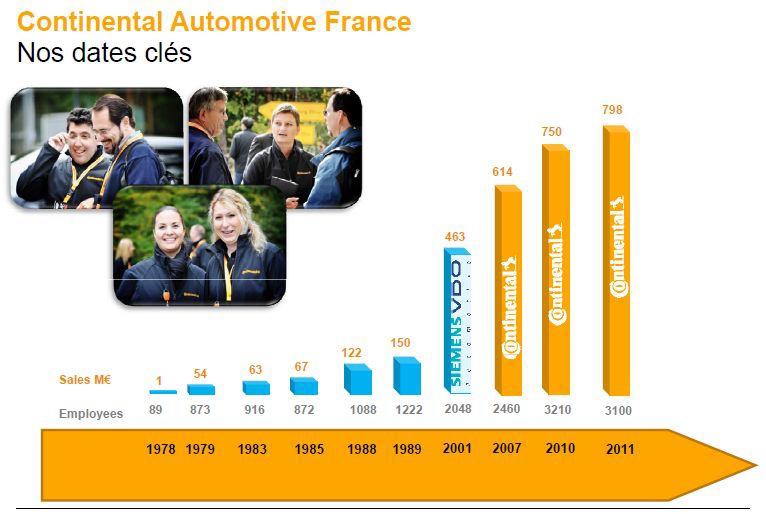 Continental Automotive France
Nos dates clés
798
750
614
463
150
122
67
63
54
1
SIEMENS VDO
Continental
Continental
Continental
Sales M€
Employees 89 873 916 872 1088 1222 2048 2460 3210 3100
1978 1979 1983 1985 1988 1989 2001 2007 2010 2011